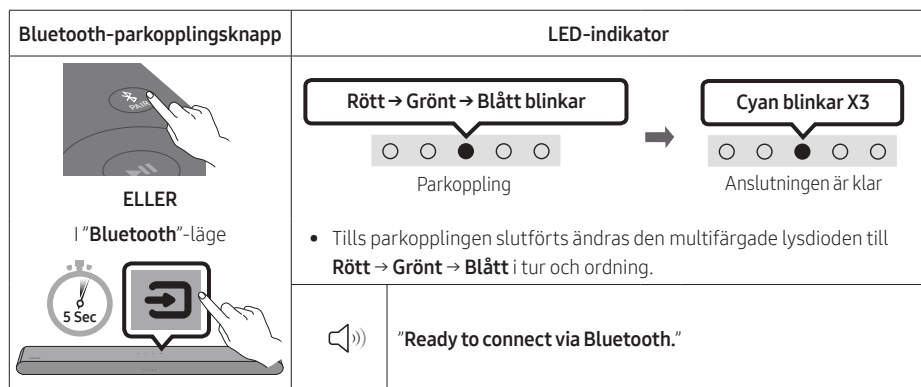 Bluetooth-parkopplingsknapp
LED-indikator
PAIR
ELLER
I "Bluetooth"-läge
5 Sec
Rött → Grönt → Blått blinkar
Parkoppling
Cyan blinkar X3
Anslutningen är klar
• Tills parkopplingen slutförts ändras den multifärgade lysdioden till
Rött → Grönt → Blått i tur och ordning.
"Ready to connect via Bluetooth."